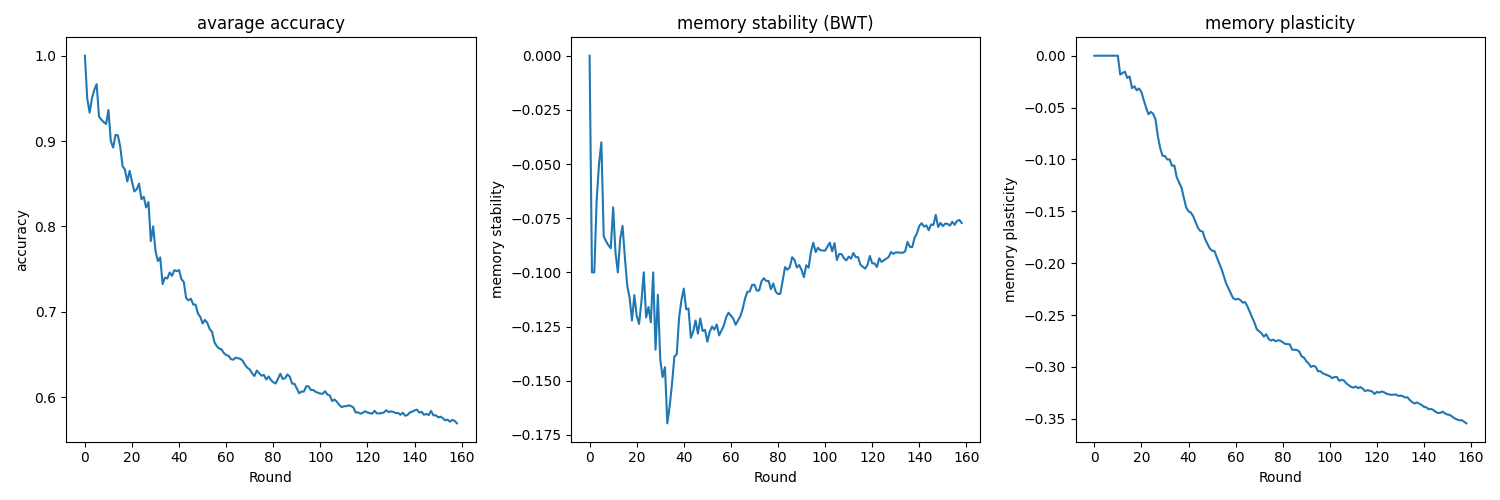 avarage accuracy
accuracy
1.0
0.9
0.8
0.7
0.6
0 20 40 60 80 100 120 140 160
Round
memory stability (BWT)
memory stability
0.000
−0.025
−0.050
−0.075
−0.100
−0.125
−0.150
−0.175
0 20 40 60 80 100 120 140 160
Round
memory plasticity
memory plasticity
0.00
−0.05
−0.10
−0.15
−0.20
−0.25
−0.30
−0.35
0 20 40 60 80 100 120 140 160
Round